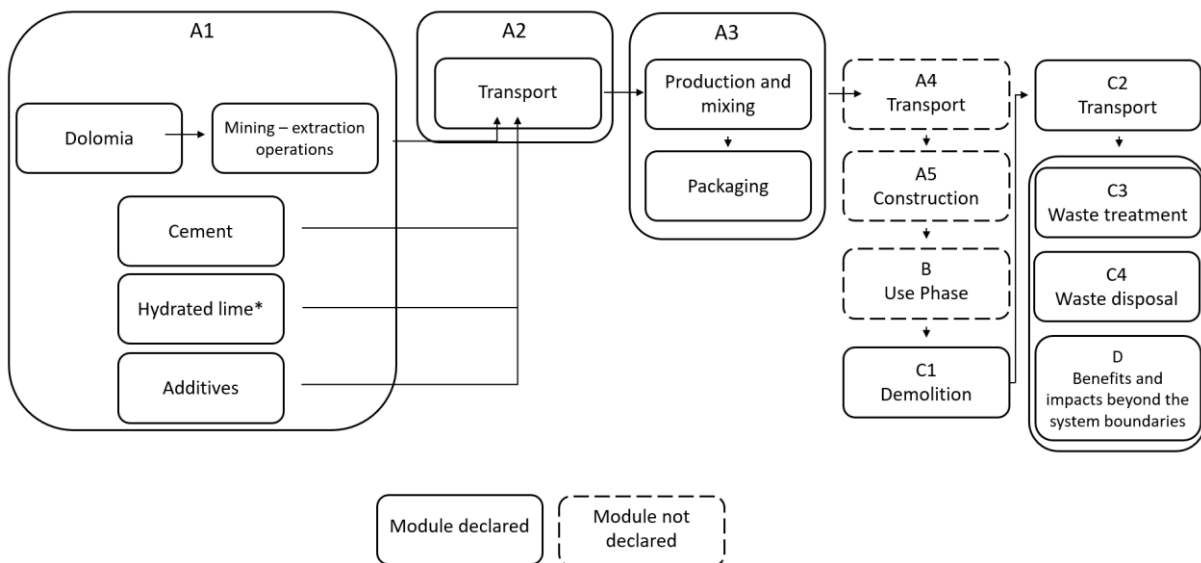 A1
Dolomia
Mining – extraction
operations
Cement
Hydrated lime*
Additives
A2
Transport
A3
Production and
mixing
Packaging
A4
Transport
A5
Construction
B
Use Phase
C1
Demolition
C2
Transport
C3
Waste treatment
C4
Waste disposal
D
Benefits and
impacts beyond the
system boundaries
Module declared
Module not
declared